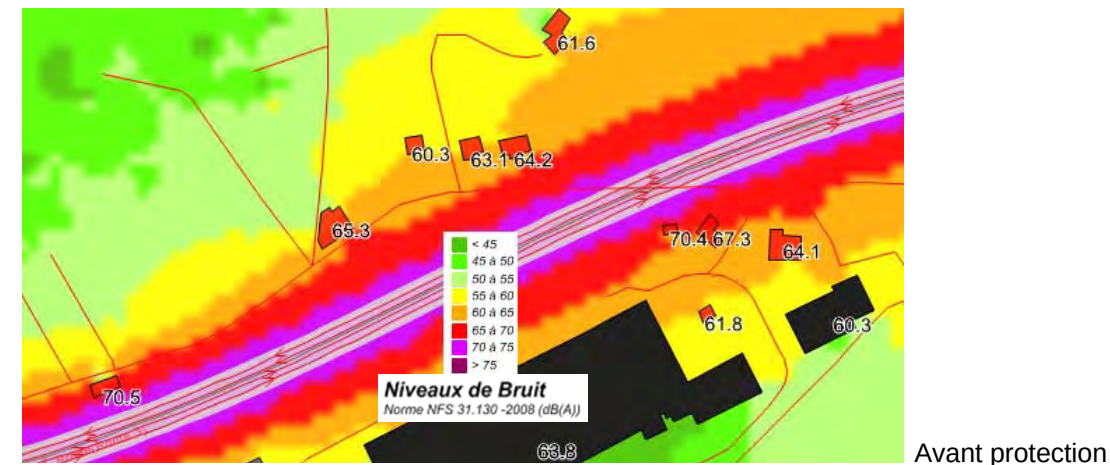 61.6
60.3
63.1
64.2
65.3
70.4
67.3
64.1
< 45
45 à 50
50 à 55
55 à 60
60 à 65
65 à 70
70 à 75
> 75
61.8
60.3
Niveaux de Bruit
Norme NFS 31.130 -2008 (dB(A))
70.5
63.8
Avant protection